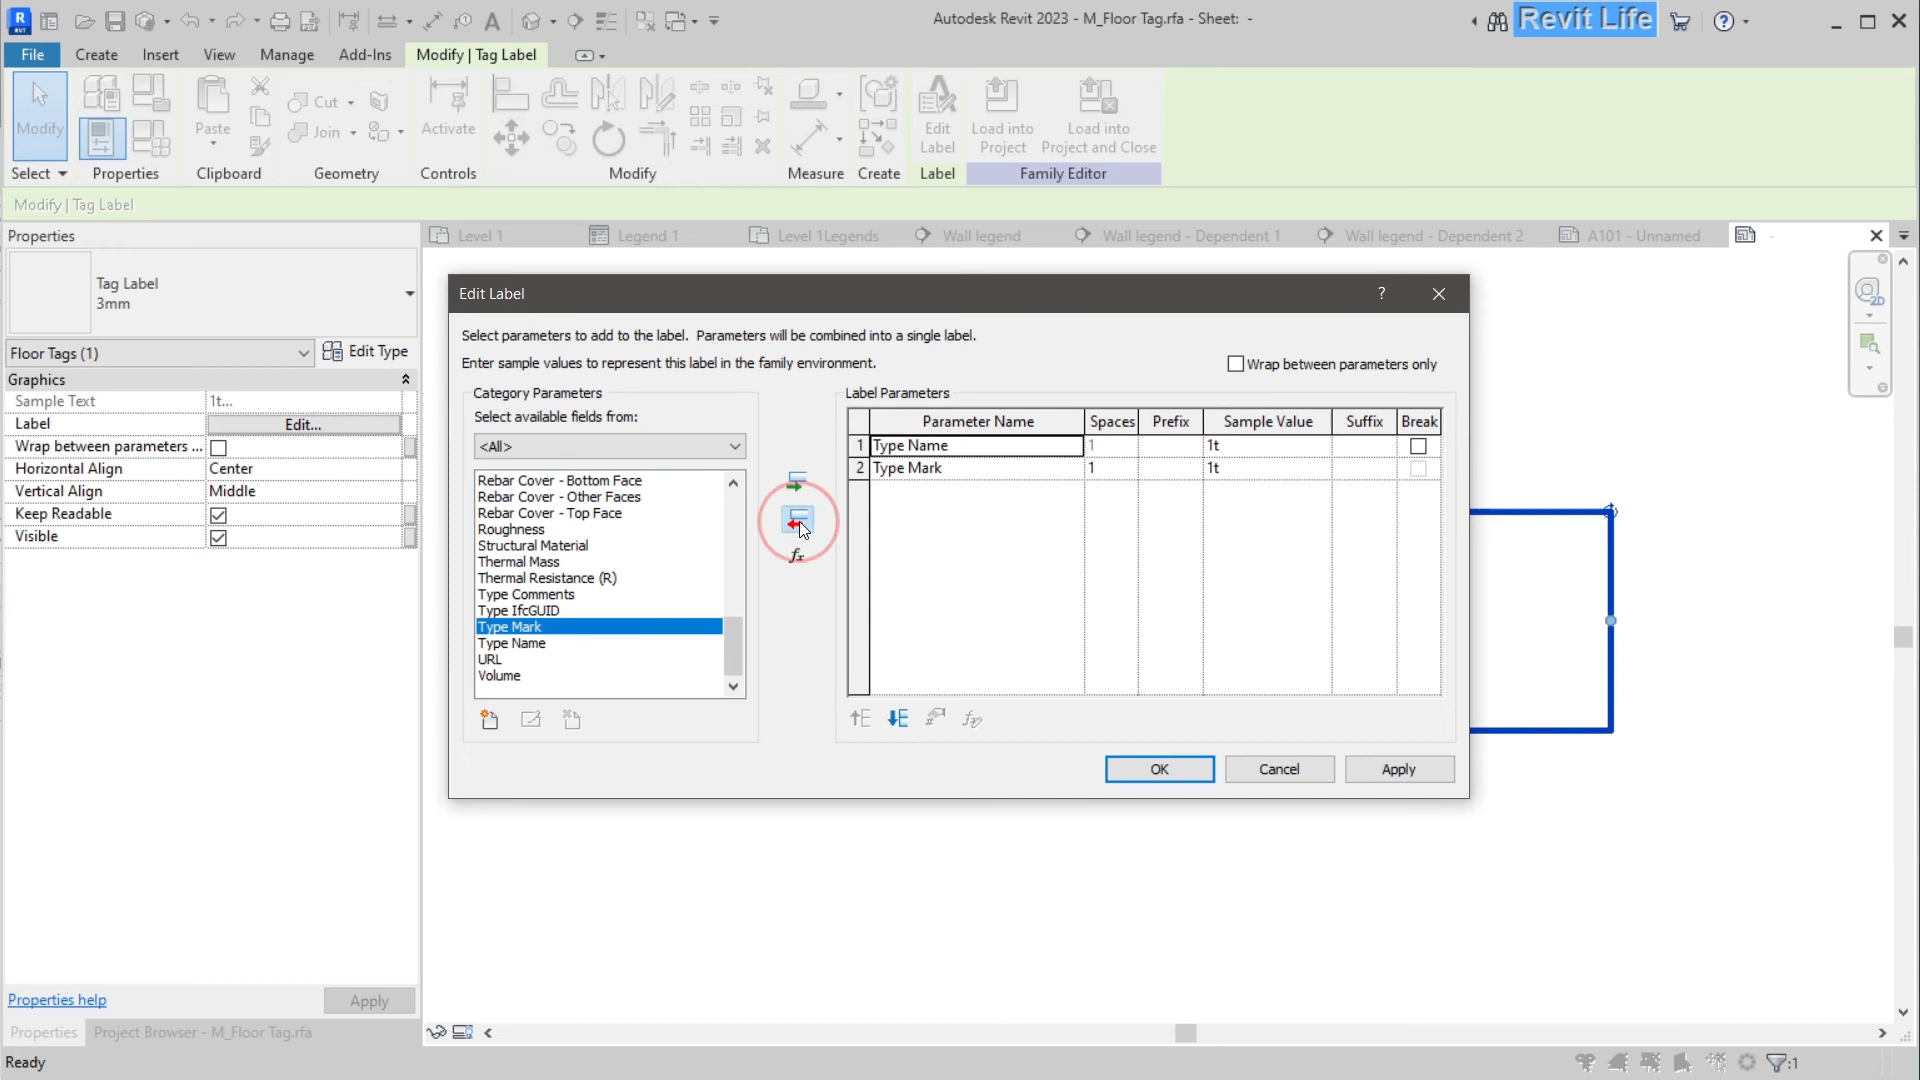 Autodesk Revit 2023 - M_Floor Tag.rfa - Sheet: -
Revit Life
File Create Insert View Manage Add-Ins Modify | Tag Label
Modify
Paste
Cut
Join
Activate
Edit
Label
Load into
Project
Load into
Project and Close
Select Properties Clipboard Geometry Controls Modify Measure Create Label Family Editor
Modify | Tag Label
Properties
Level 1 Legend 1 Level 1Legends Wall legend Wall legend - Dependent 1 Wall legend - Dependent 2 A101 - Unnamed -
Tag Label
3mm
Floor Tags (1)
Edit Type
Graphics
Sample Text 1t...
Label Edit...
Wrap between parameters ...
Horizontal Align Center
Vertical Align Middle
Keep Readable
Visible
Properties help
Apply
Properties Project Browser - M_Floor Tag.rfa
Ready
Edit Label
?
Select parameters to add to the label. Parameters will be combined into a single label.
Enter sample values to represent this label in the family environment.
Wrap between parameters only
Category Parameters
Select available fields from:
<All>
Rebar Cover - Bottom Face
Rebar Cover - Other Faces
Rebar Cover - Top Face
Roughness
Structural Material
Thermal Mass
Thermal Resistance (R)
Type Comments
Type IfcGUID
Type Mark
Type Name
URL
Volume
fx
Label Parameters
Parameter Name Spaces Prefix Sample Value Suffix Break
1 Type Name 1 1t
2 Type Mark 1 1t
OK Cancel Apply
2D
:1